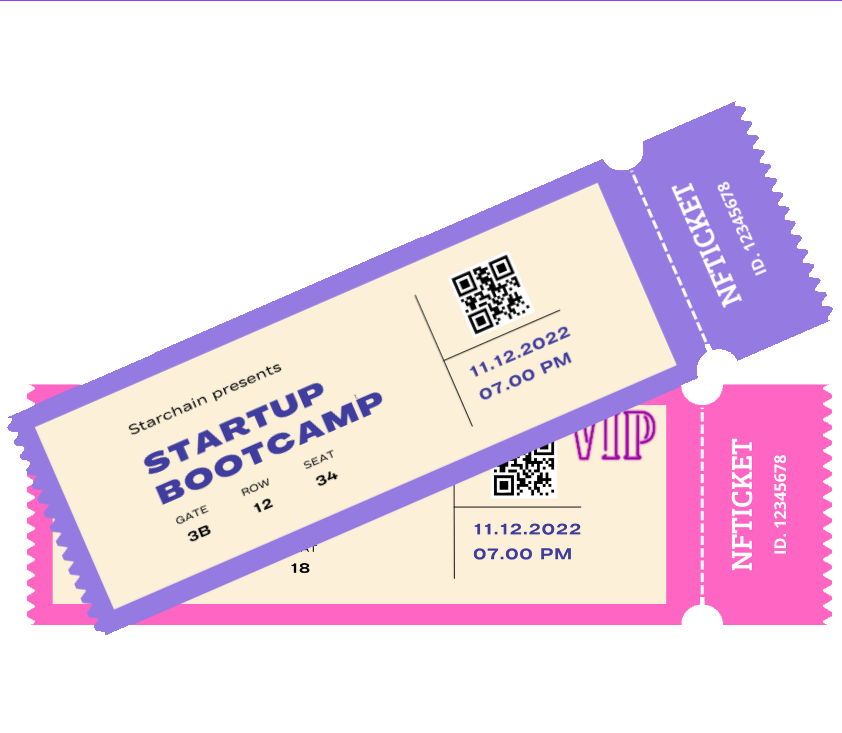 Starchain presents
STARTUP
BOOTCAMP
GATE ROW SEAT
3B 12 34
11.12.2022
07.00 PM
NFTICKET
ID. 12345678
VIP
18
11.12.2022
07.00 PM
NFTICKET
ID. 12345678